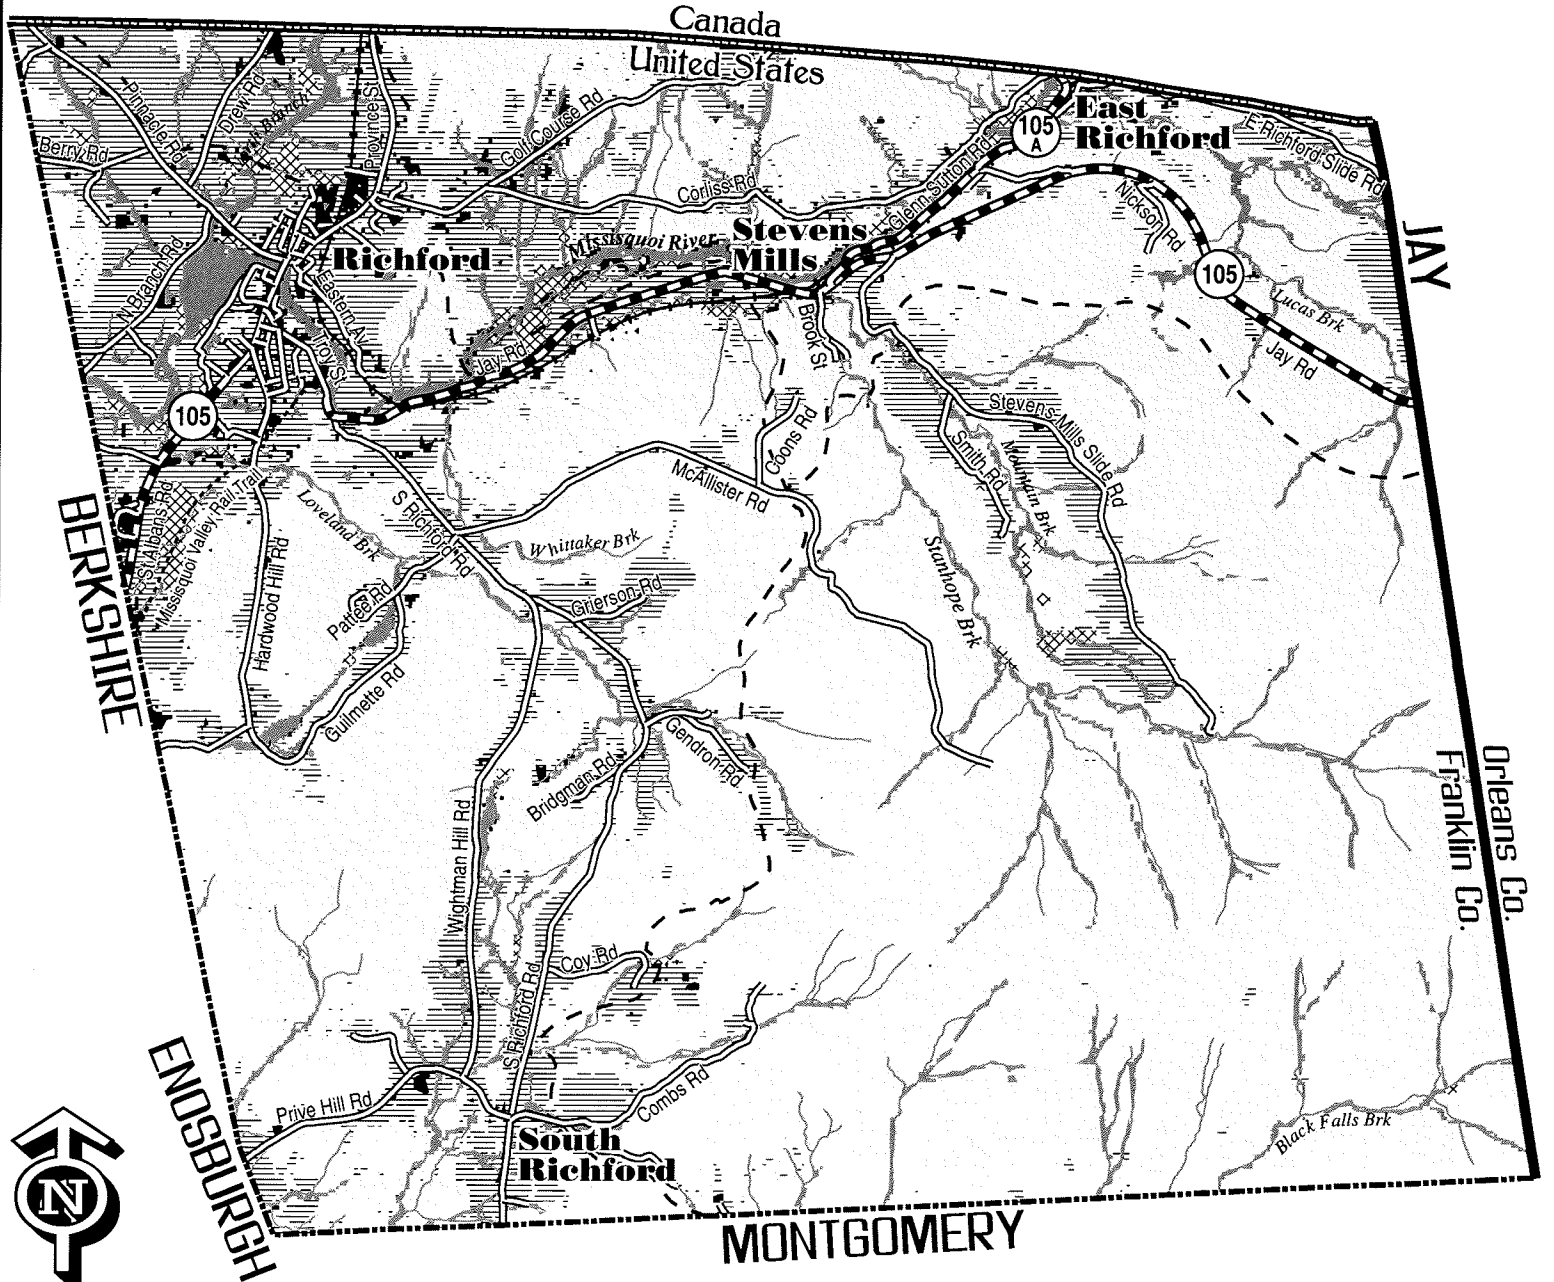 Canada
United States
East
Richford
105
A
E Richford Slide Rd
Pinnacle Rd
Drew Rd
North Branch
Province St
Golf Course Rd
Berry Rd
Corliss Rd
Glenn Sutton Rd
Nickson Rd
JAY
Missisquoi River
Stevens
Mills
Richford
N Branch Rd
Eastern Av
105
Lucas Brk
Jay Rd
Troy St
Jay Rd
Brook St
105
Stevens Mills Slide Rd
Coons Rd
Smith Rd
Mountain Brk
McAllister Rd
S Richford Rd
Loveland Brk
Whittaker Brk
Stanhope Brk
BERKSHIRE
St Albans Rd
Missisquoi Valley Rail Trail
Hardwood Hill Rd
Pattee Rd
Grierson Rd
Guilmette Rd
Gendron Rd
Bridgman Rd
Wightman Hill Rd
Orleans Co.
Franklin Co.
Coy Rd
S Richford Rd
Prive Hill Rd
Combs Rd
Black Falls Brk
South
Richford
ENOSBURGH
N
MONTGOMERY